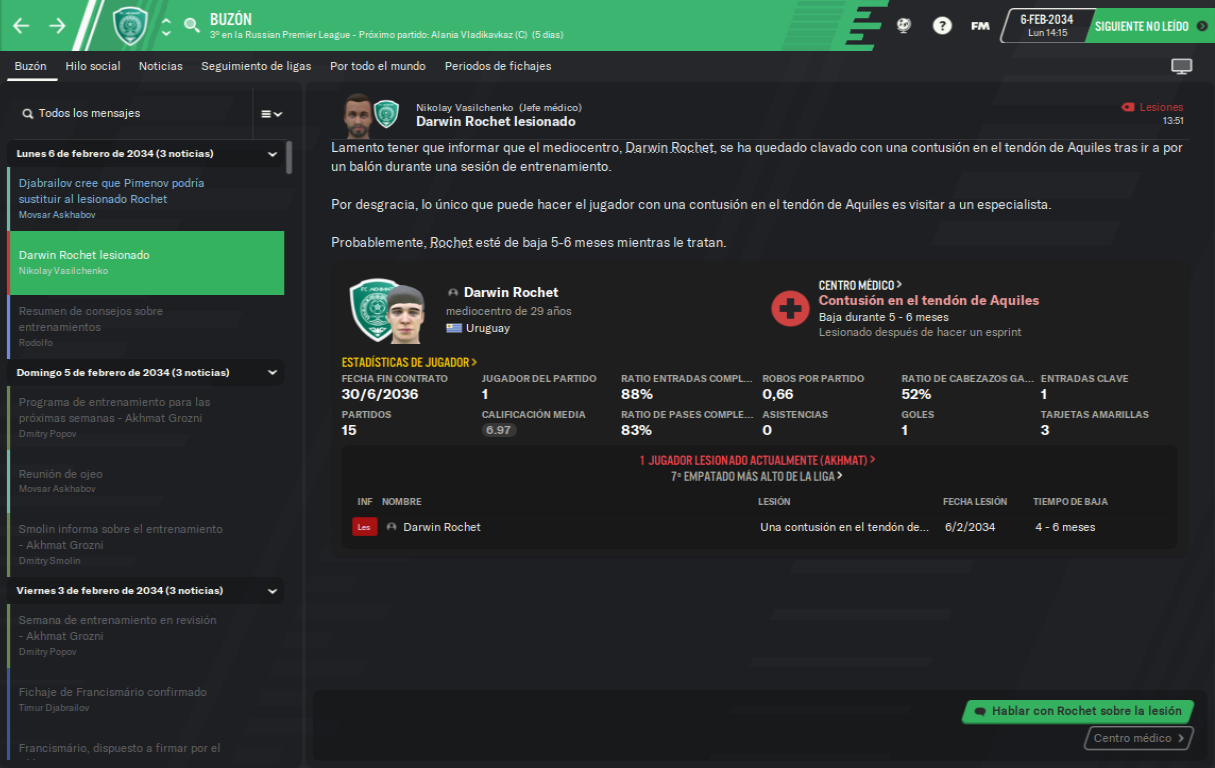 BUZÓN
3º en la Russian Premier League - Próximo partido: Alania Vladikavkaz (C) (5 días)
FM
6-FEB-2034
Lun 14:15
SIGUIENTE NO LEÍDO
Buzón
Hilo social
Noticias
Seguimiento de ligas
Por todo el mundo
Periodos de fichajes
Todos los mensajes
Lunes 6 de febrero de 2034 (3 noticias)
Djabrailov cree que Pimenov podría
sustituir al lesionado Rochet
Movsar Askhabov
Darwin Rochet lesionado
Nikolay Vasilchenko
Resumen de consejos sobre
entrenamientos
Rodolfo
Domingo 5 de febrero de 2034 (3 noticias)
Programa de entrenamiento para las
próximas semanas - Akhmat Grozni
Dmitry Popov
Reunión de ojeo
Movsar Askhabov
Smolin informa sobre el entrenamiento
- Akhmat Grozni
Dmitry Smolin
Viernes 3 de febrero de 2034 (3 noticias)
Semana de entrenamiento en revisión
- Akhmat Grozni
Dmitry Popov
Fichaje de Francismário confirmado
Timur Djabrailov
Francismário, dispuesto a firmar por el
Nikolay Vasilchenko (Jefe médico)
Darwin Rochet lesionado
Lesiones
13:51
Lamento tener que informar que el mediocentro, Darwin Rochet, se ha quedado clavado con una contusión en el tendón de Aquiles tras ir a por
un balón durante una sesión de entrenamiento.
Por desgracia, lo único que puede hacer el jugador con una contusión en el tendón de Aquiles es visitar a un especialista.
Probablemente, Rochet esté de baja 5-6 meses mientras le tratan.
Darwin Rochet
mediocentro de 29 años
Uruguay
CENTRO MÉDICO
Contusión en el tendón de Aquiles
Baja durante 5 - 6 meses
Lesionado después de hacer un esprint
ESTADÍSTICAS DE JUGADOR
FECHA FIN CONTRATO JUGADOR DEL PARTIDO RATIO ENTRADAS COMPL... ROBOS POR PARTIDO RATIO DE CABEZAZOS GA... ENTRADAS CLAVE
30/6/2036 1 88% 0,66 52% 1
PARTIDOS CALIFICACIÓN MEDIA RATIO DE PASES COMPLE... ASISTENCIAS GOLES TARJETAS AMARILLAS
15 6.97 83% 0 1 3
1 JUGADOR LESIONADO ACTUALMENTE (AKHMAT)
7º EMPATADO MÁS ALTO DE LA LIGA
INF NOMBRE LESIÓN FECHA LESIÓN TIEMPO DE BAJA
Les Darwin Rochet Una contusión en el tendón de... 6/2/2034 4 - 6 meses
Hablar con Rochet sobre la lesión
Centro médico